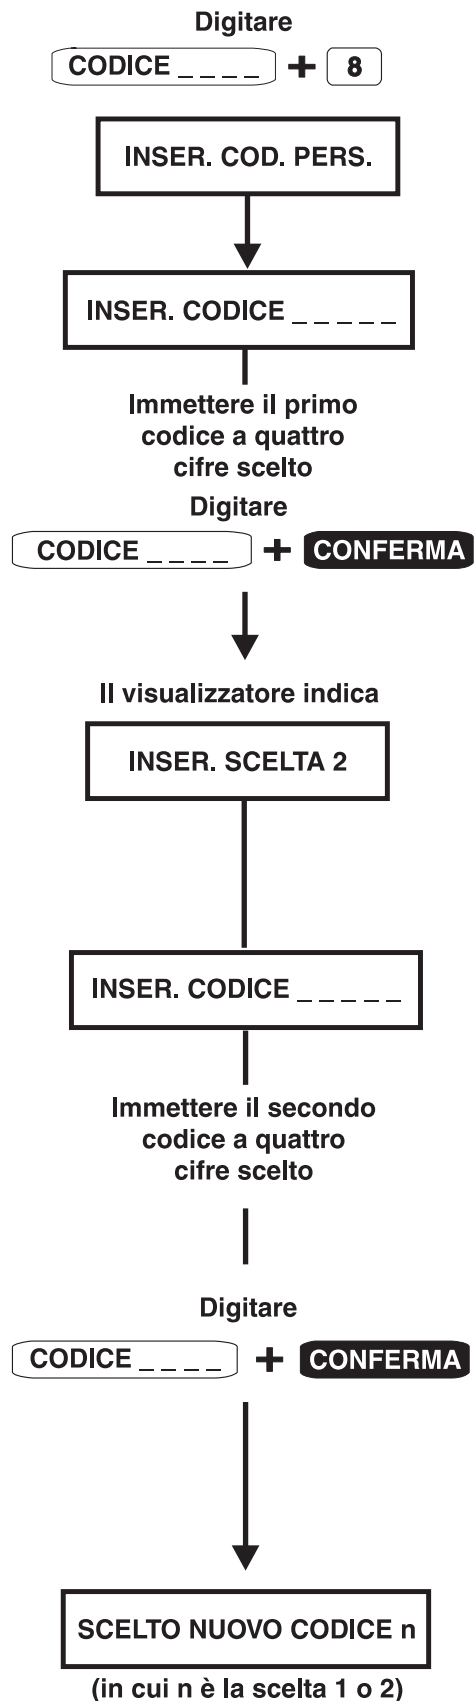 Digitare
CODICE _ _ _ _ + 8
INSER. COD. PERS.
INSER. CODICE _ _ _ _ _
Immettere il primo
codice a quattro
cifre scelto
Digitare
CODICE _ _ _ _ + CONFERMA
Il visualizzatore indica
INSER. SCELTA 2
INSER. CODICE _ _ _ _ _
Immettere il secondo
codice a quattro
cifre scelto
Digitare
CODICE _ _ _ _ + CONFERMA
SCELTO NUOVO CODICE n
(in cui n è la scelta 1 o 2)